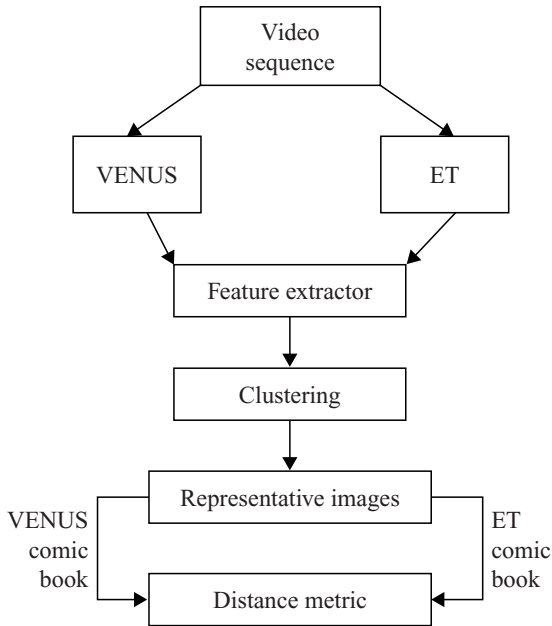 Video
sequence
VENUS
ET
Feature extractor
Clustering
Representative images
VENUS
comic
book
ET
comic
book
Distance metric